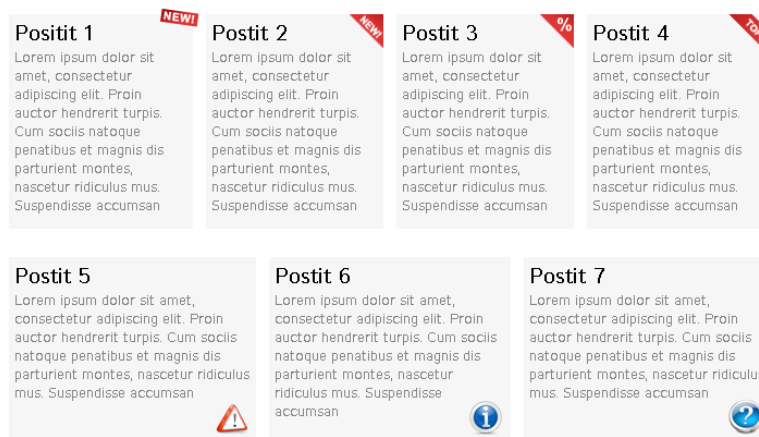 Positit 1
NEW!
Lorem ipsum dolor sit
amet, consectetur
adipiscing elit. Proin
auctor hendrerit turpis.
Cum sociis natoque
penatibus et magnis dis
parturient montes,
nascetur ridiculus mus.
Suspendisse accumsan
Postit 2
NEW!
Lorem ipsum dolor sit
amet, consectetur
adipiscing elit. Proin
auctor hendrerit turpis.
Cum sociis natoque
penatibus et magnis dis
parturient montes,
nascetur ridiculus mus.
Suspendisse accumsan
Postit 3
%
Lorem ipsum dolor sit
amet, consectetur
adipiscing elit. Proin
auctor hendrerit turpis.
Cum sociis natoque
penatibus et magnis dis
parturient montes,
nascetur ridiculus mus.
Suspendisse accumsan
Postit 4
TOP
Lorem ipsum dolor sit
amet, consectetur
adipiscing elit. Proin
auctor hendrerit turpis.
Cum sociis natoque
penatibus et magnis dis
parturient montes,
nascetur ridiculus mus.
Suspendisse accumsan
Postit 5
Lorem ipsum dolor sit amet,
consectetur adipiscing elit. Proin
auctor hendrerit turpis. Cum sociis
natoque penatibus et magnis dis
parturient montes, nascetur ridiculus
mus. Suspendisse accumsan
!
Postit 6
Lorem ipsum dolor sit amet,
consectetur adipiscing elit. Proin
auctor hendrerit turpis. Cum sociis
natoque penatibus et magnis dis
parturient montes, nascetur
ridiculus mus. Suspendisse
accumsan
i
Postit 7
Lorem ipsum dolor sit amet,
consectetur adipiscing elit. Proin
auctor hendrerit turpis. Cum sociis
natoque penatibus et magnis dis
parturient montes, nascetur ridiculu
mus. Suspendisse accumsan
?